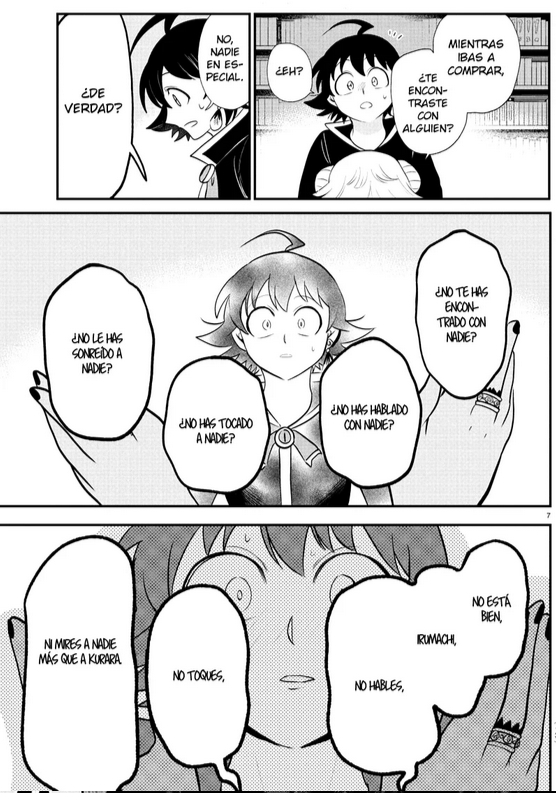 MIENTRAS
IBAS A
COMPRAR,
¿TE
ENCON-
TRASTE
CON
ALGUIEN?
¿EH?
NO,
NADIE
EN ES-
PECIAL.
¿DE
VERDAD?
¿NO TE HAS
ENCON-
TRADO CON
NADIE?
¿NO HAS HABLADO
CON NADIE?
¿NO HAS TOCADO
A NADIE?
¿NO LE HAS
SONREÍDO A
NADIE?
7
NO ESTÁ
BIEN,
IRUMACHI,
NO HABLES,
NO TOQUES,
NI MIRES A NADIE
MÁS QUE A KURARA.